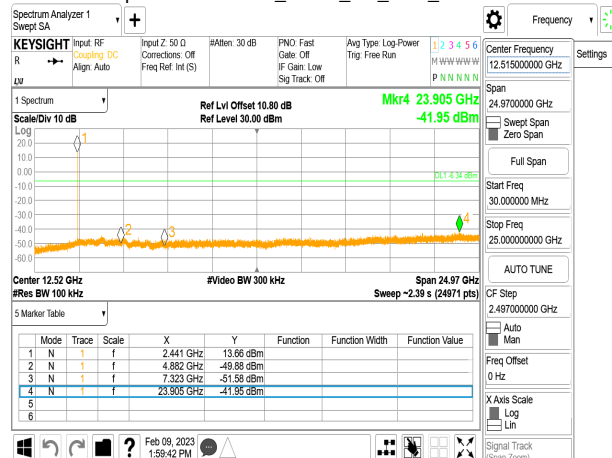 Spectrum Analyzer 1
Swept SA
Frequency
KEYSIGHT
R
LXI
Input: RF
Coupling: DC
Align: Auto
Input Z: 50 Ω
Corrections: Off
Freq Ref: Int (S)
#Atten: 30 dB
PNO: Fast
Gate: Off
IF Gain: Low
Sig Track: Off
Avg Type: Log-Power
Trig: Free Run
1 2 3 4 5 6
M W W W W W
P N N N N N
Center Frequency
12.515000000 GHz
Settings
Span
24.9700000 GHz
Swept Span
Zero Span
Full Span
Start Freq
30.000000 MHz
Stop Freq
25.000000000 GHz
AUTO TUNE
CF Step
2.497000000 GHz
Auto
Man
Freq Offset
0 Hz
X Axis Scale
Log
Lin
Signal Track
(Span Zoom)
1 Spectrum
Scale/Div 10 dB
Ref Lvl Offset 10.80 dB
Ref Level 30.00 dBm
Mkr4 23.905 GHz
-41.95 dBm
Log
20.0
10.0
0.00
-10.0
-20.0
-30.0
-40.0
-50.0
-60.0
1
2
3
4
Center 12.52 GHz
#Res BW 100 kHz
#Video BW 300 kHz
Span 24.97 GHz
Sweep ~2.39 s (24971 pts)
5 Marker Table
Mode Trace Scale X Y Function Function Width Function Value
1 N 1 f 2.441 GHz 13.66 dBm
2 N 1 f 4.882 GHz -49.88 dBm
3 N 1 f 7.323 GHz -51.58 dBm
4 N 1 f 23.905 GHz -41.95 dBm
5
6
?
Feb 09, 2023
1:59:42 PM